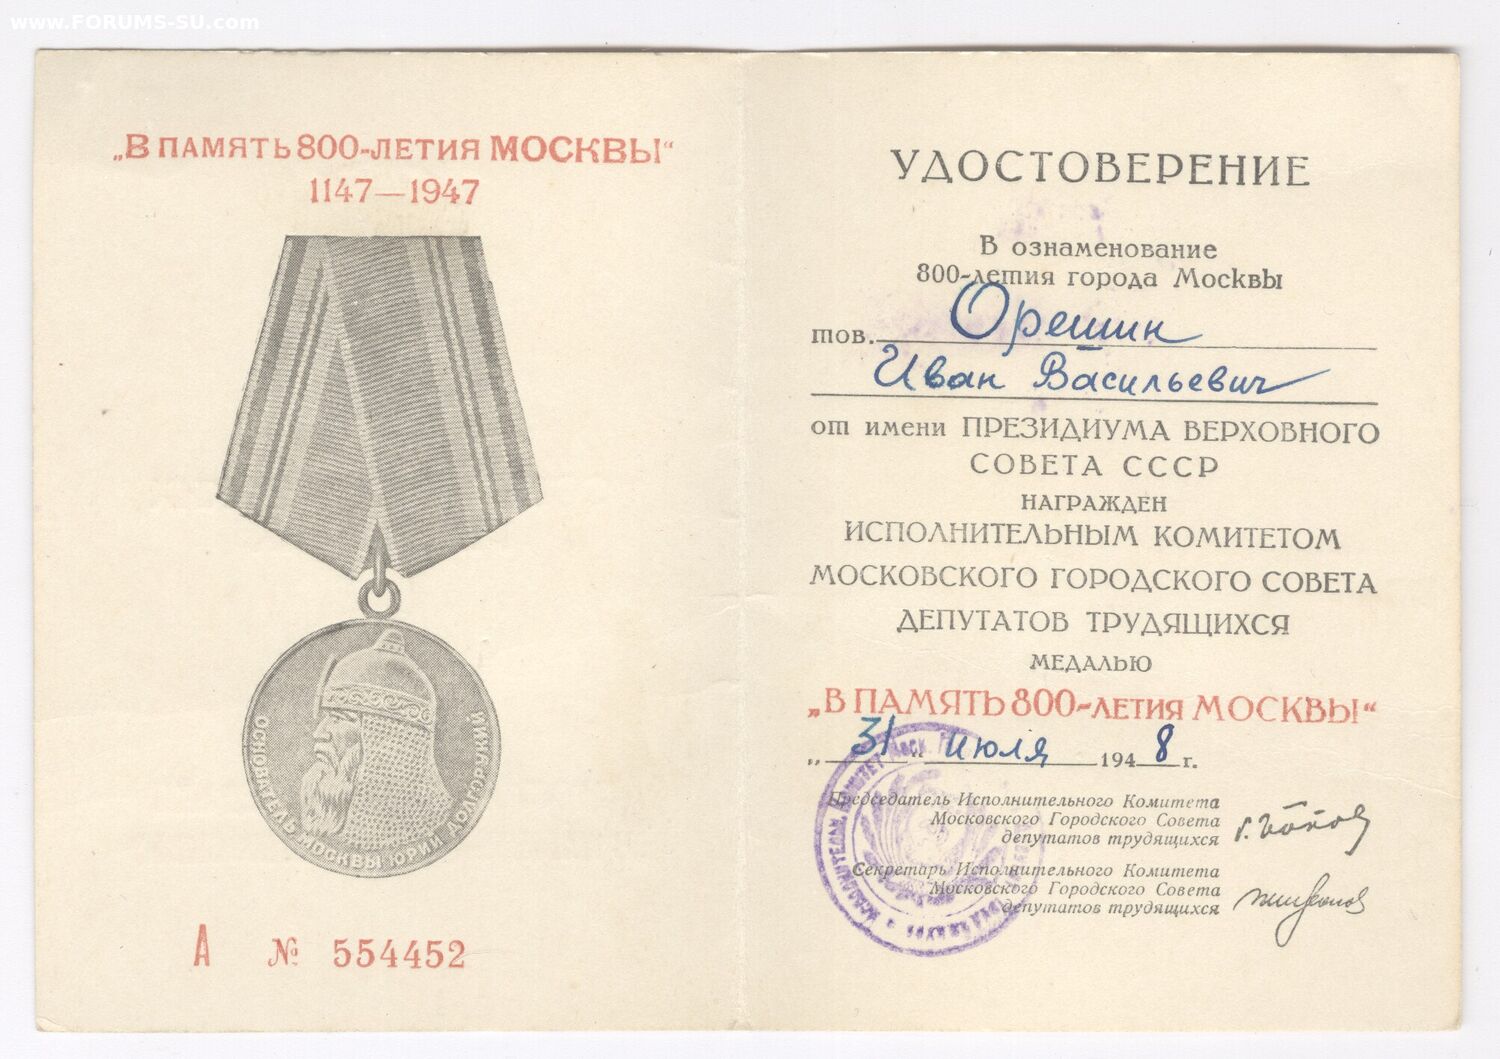 www.FORUMS-SU.com
„В ПАМЯТЬ 800-ЛЕТИЯ МОСКВЫ“
1147—1947
ОСНОВАТЕЛЬ МОСКВЫ ЮРИЙ ДОЛГОРУКИЙ
А № 554452
УДОСТОВЕРЕНИЕ
В ознаменование
800-летия города Москвы
тов. Орешин
Иван Васильевич
от имени ПРЕЗИДИУМА ВЕРХОВНОГО
СОВЕТА СССР
НАГРАЖДЕН
ИСПОЛНИТЕЛЬНЫМ КОМИТЕТОМ
МОСКОВСКОГО ГОРОДСКОГО СОВЕТА
ДЕПУТАТОВ ТРУДЯЩИХСЯ
МЕДАЛЬЮ
„В ПАМЯТЬ 800-ЛЕТИЯ МОСКВЫ“
„31“ июля 1948 г.
Председатель Исполнительного Комитета
Московского Городского Совета
депутатов трудящихся
Секретарь Исполнительного Комитета
Московского Городского Совета
депутатов трудящихся